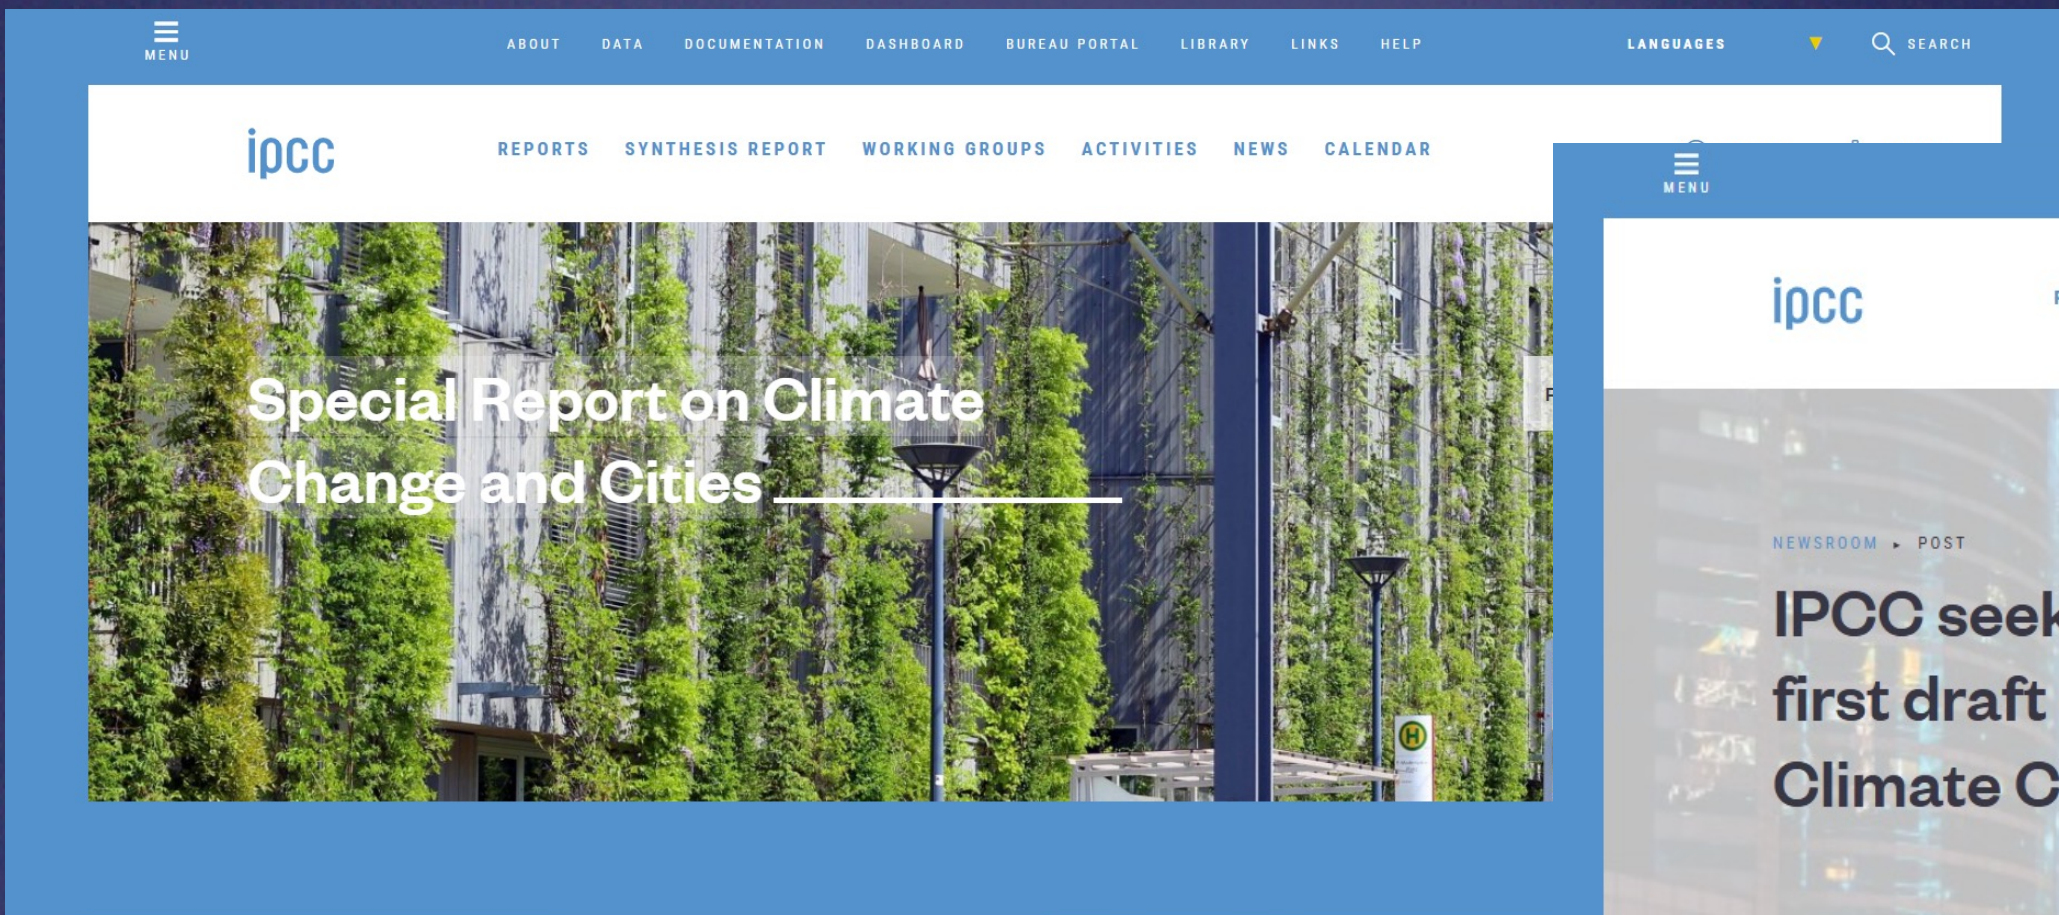 MENU
ABOUT DATA DOCUMENTATION DASHBOARD BUREAU PORTAL LIBRARY LINKS HELP
LANGUAGES
SEARCH
ipcc
REPORTS SYNTHESIS REPORT WORKING GROUPS ACTIVITIES NEWS CALENDAR
Special Report on Climate
Change and Cities
H
MENU
ipcc
NEWSROOM ▸ POST
IPCC seek
first draft
Climate C